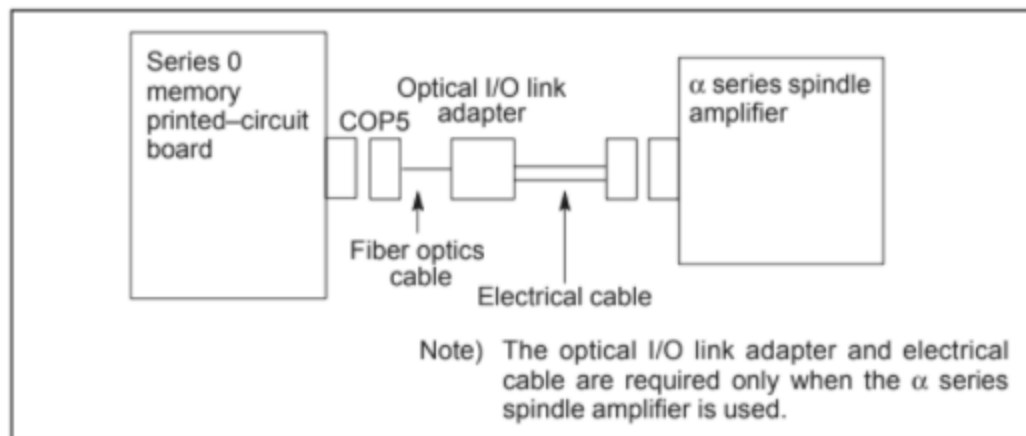 Series 0
memory
printed–circuit
board
COP5
Optical I/O link
adapter
α series spindle
amplifier
Fiber optics
cable
Electrical cable
Note) The optical I/O link adapter and electrical
cable are required only when the α series
spindle amplifier is used.